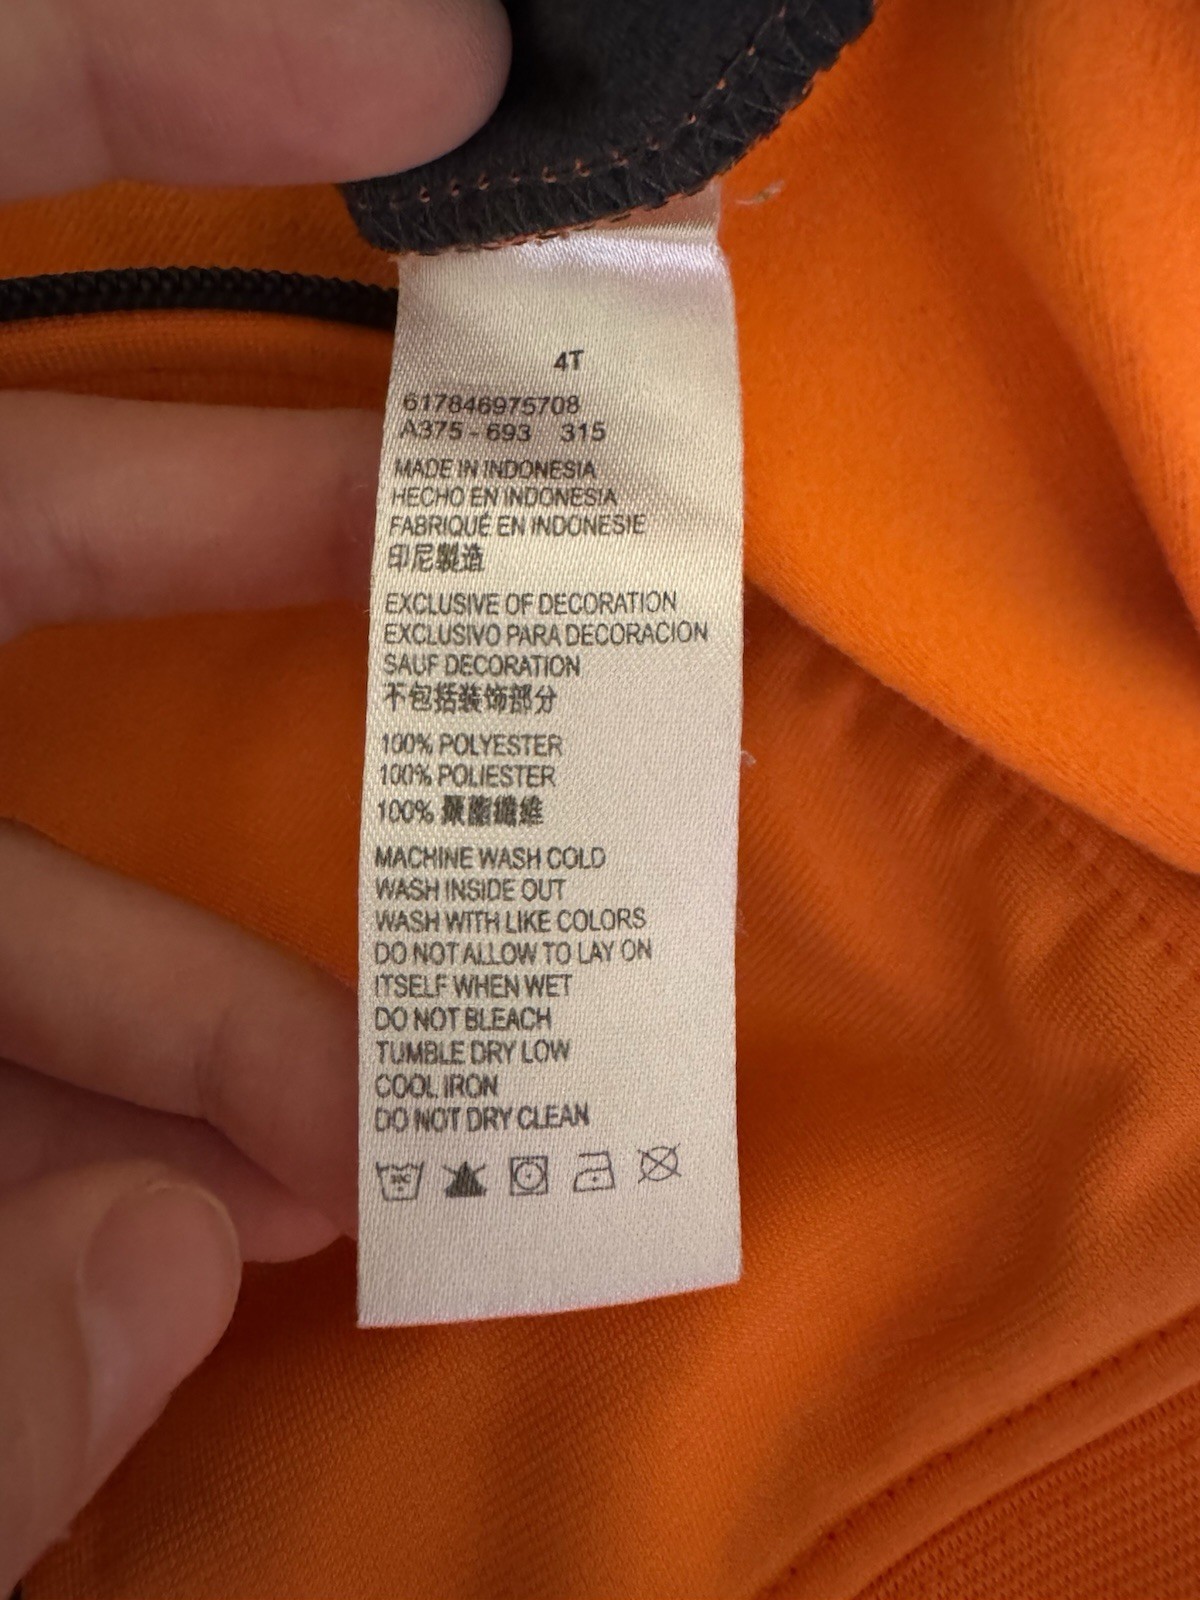 4T
617846975708
A375 - 693 315
MADE IN INDONESIA
HECHO EN INDONESIA
FABRIQUÉ EN INDONESIE
印尼製造
EXCLUSIVE OF DECORATION
EXCLUSIVO PARA DECORACION
SAUF DECORATION
不包括装饰部分
100% POLYESTER
100% POLIESTER
100% 聚酯纖維
MACHINE WASH COLD
WASH INSIDE OUT
WASH WITH LIKE COLORS
DO NOT ALLOW TO LAY ON
ITSELF WHEN WET
DO NOT BLEACH
TUMBLE DRY LOW
COOL IRON
DO NOT DRY CLEAN
30C